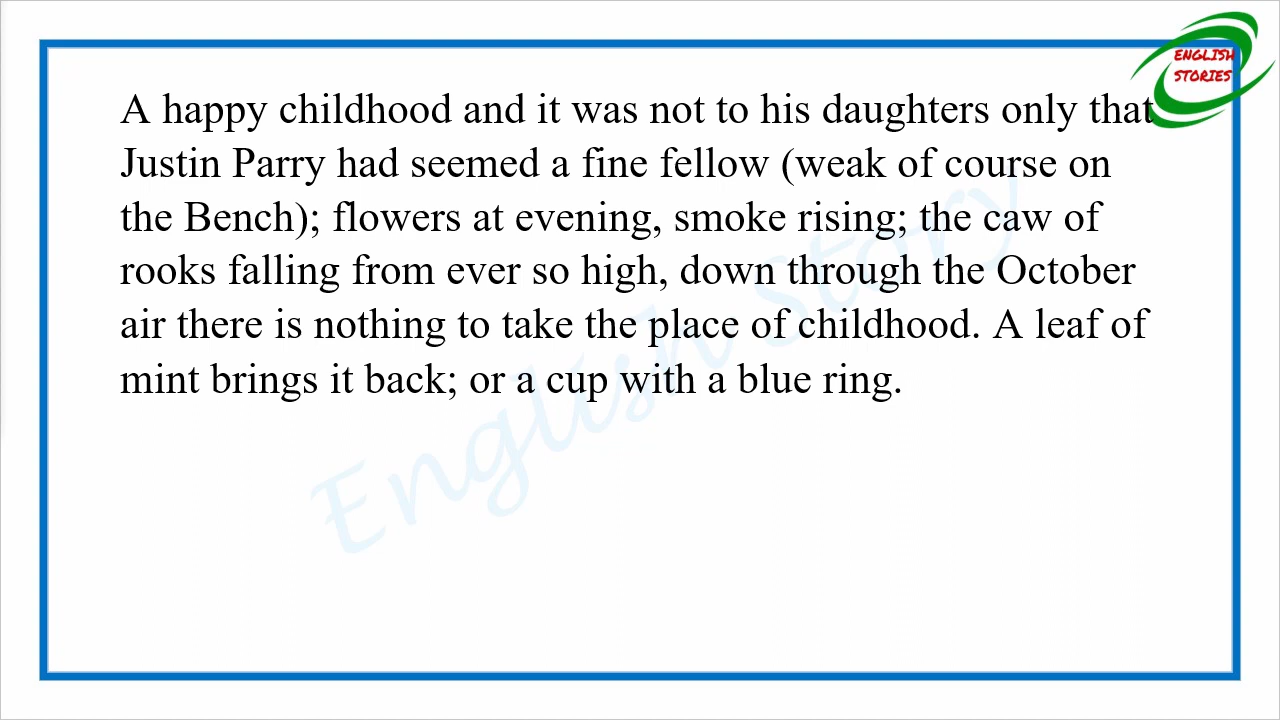 ENGLISH
STORIES
A happy childhood and it was not to his daughters only that
Justin Parry had seemed a fine fellow (weak of course on
the Bench); flowers at evening, smoke rising; the caw of
rooks falling from ever so high, down through the October
air there is nothing to take the place of childhood. A leaf of
mint brings it back; or a cup with a blue ring.
English Story